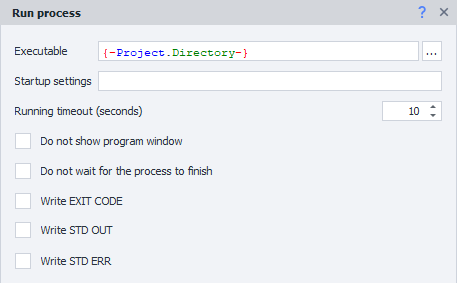 Run process ? ×
Executable {-Project.Directory-} ...
Startup settings
Running timeout (seconds) 10
Do not show program window
Do not wait for the process to finish
Write EXIT CODE
Write STD OUT
Write STD ERR